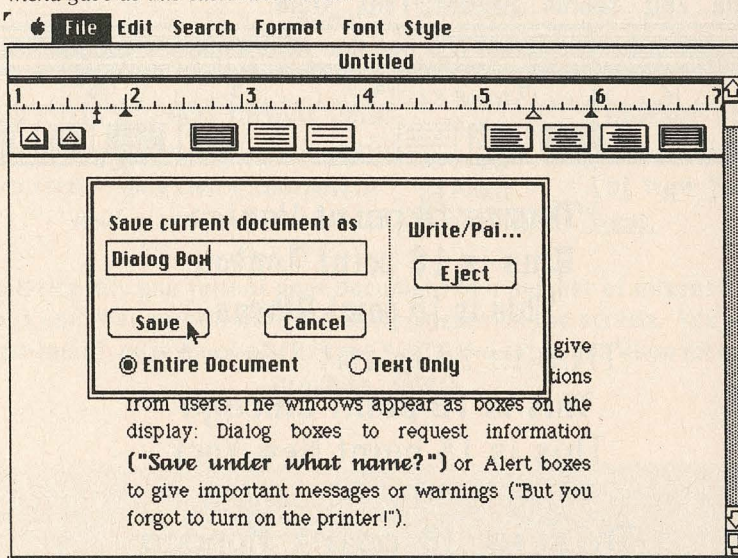 File Edit Search Format Font Style
Untitled
1 2 3 4 5 6 7
Save current document as
Write/Pai...
Dialog Box
Eject
Save Cancel
Entire Document Text Only
give
tions
from users. The windows appear as boxes on the
display: Dialog boxes to request information
("Save under what name?") or Alert boxes
to give important messages or warnings ("But you
forgot to turn on the printer!").